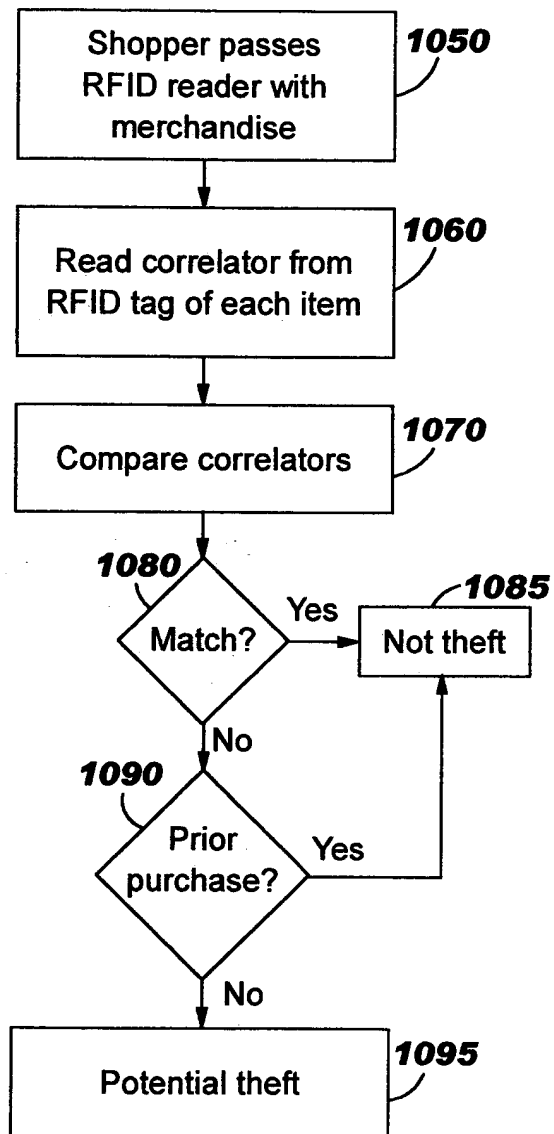 Shopper passes
RFID reader with
merchandise
1050
Read correlator from
RFID tag of each item
1060
Compare correlators
1070
1080
Match?
Yes
1085
Not theft
No
1090
Prior
purchase?
Yes
No
Potential theft
1095